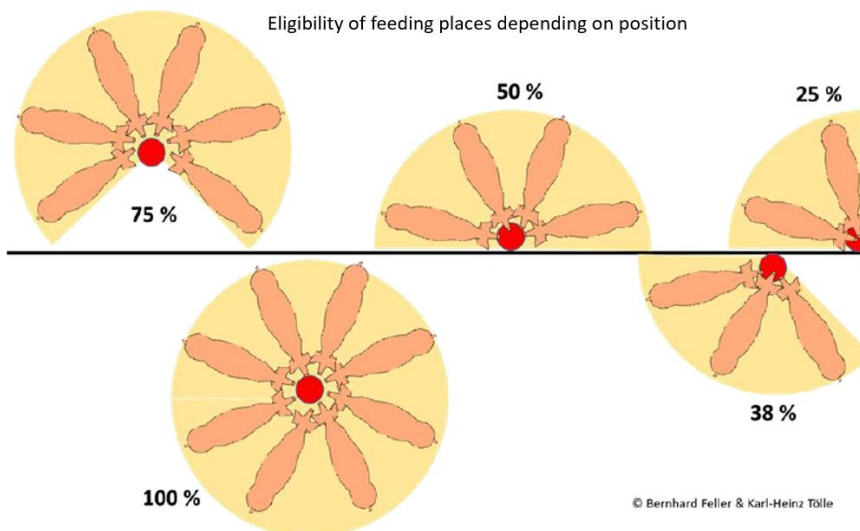 Eligibility of feeding places depending on position
75 %
50 %
25 %
100 %
38 %
© Bernhard Feller & Karl-Heinz Tölle